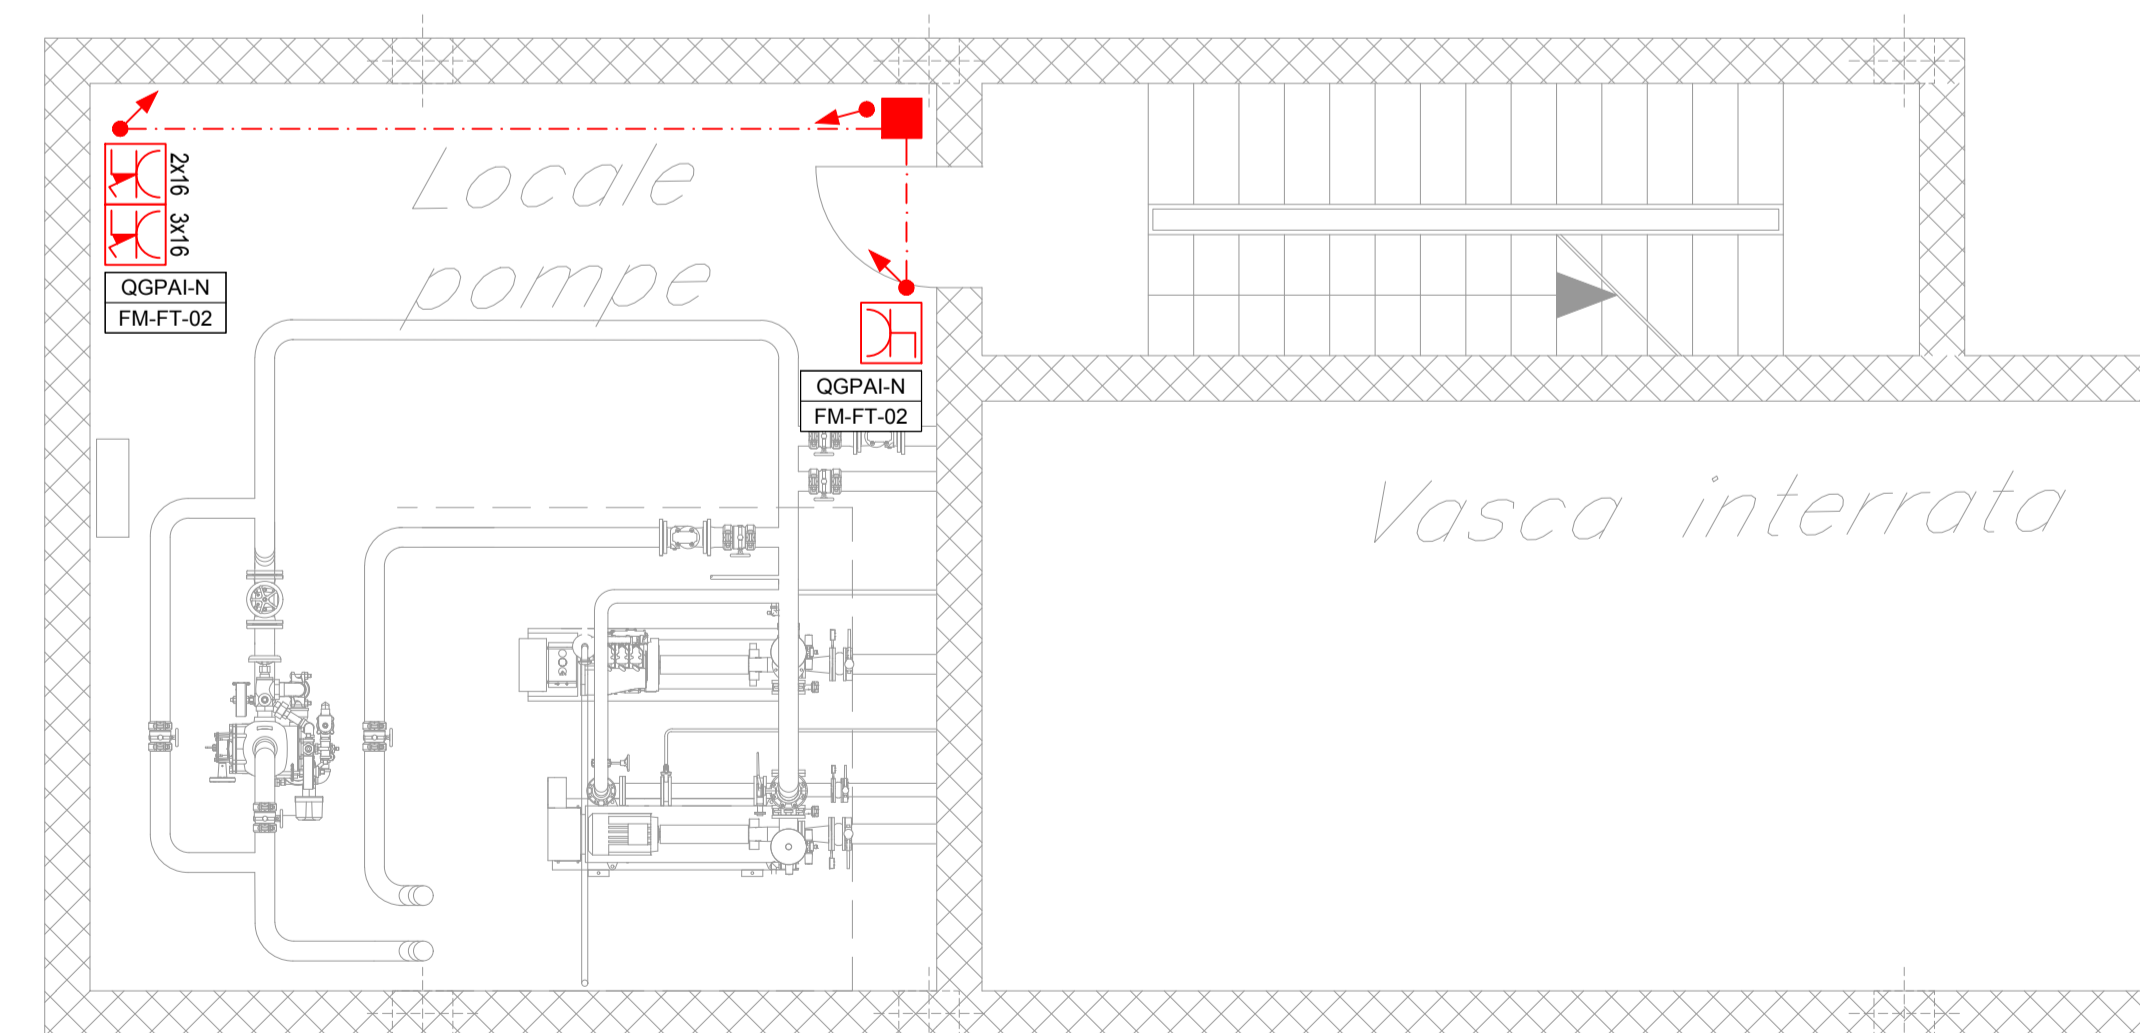 2x16
3x16
QGPAI-N
FM-FT-02
Locale
pompe
QGPAI-N
FM-FT-02
Vasca interrata